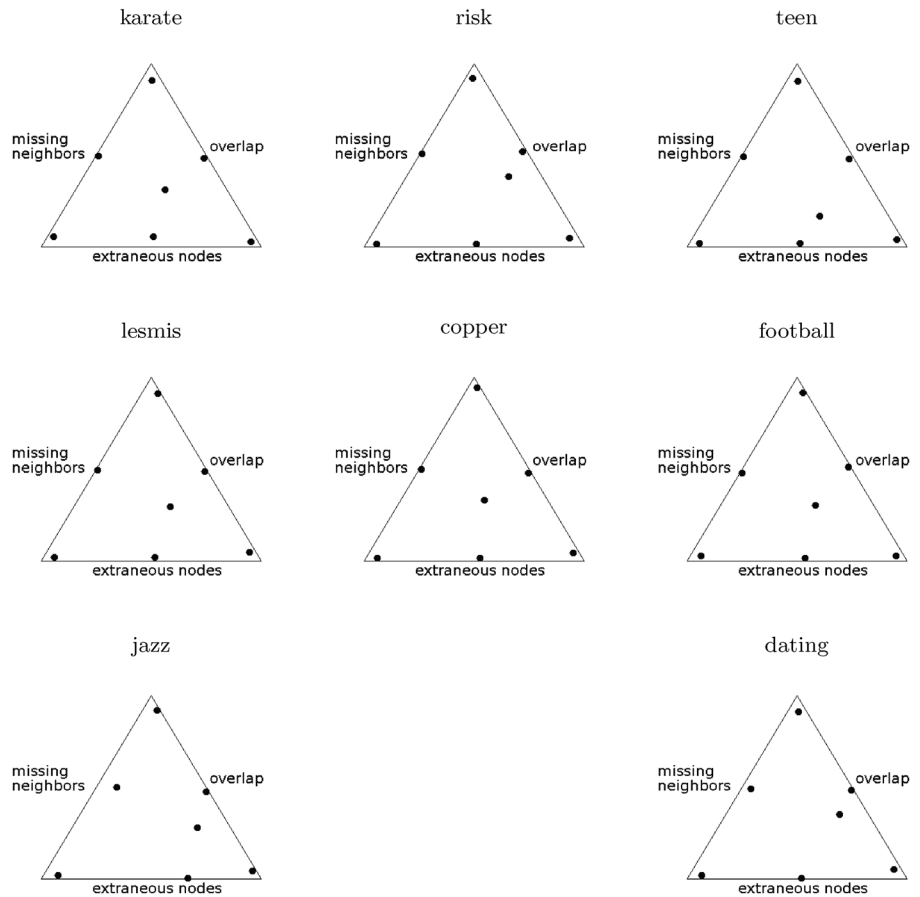 karate
risk
teen
missing
neighbors
overlap
extraneous nodes
missing
neighbors
overlap
extraneous nodes
missing
neighbors
overlap
extraneous nodes
lesmis
copper
football
missing
neighbors
overlap
extraneous nodes
missing
neighbors
overlap
extraneous nodes
missing
neighbors
overlap
extraneous nodes
jazz
dating
missing
neighbors
overlap
extraneous nodes
missing
neighbors
overlap
extraneous nodes